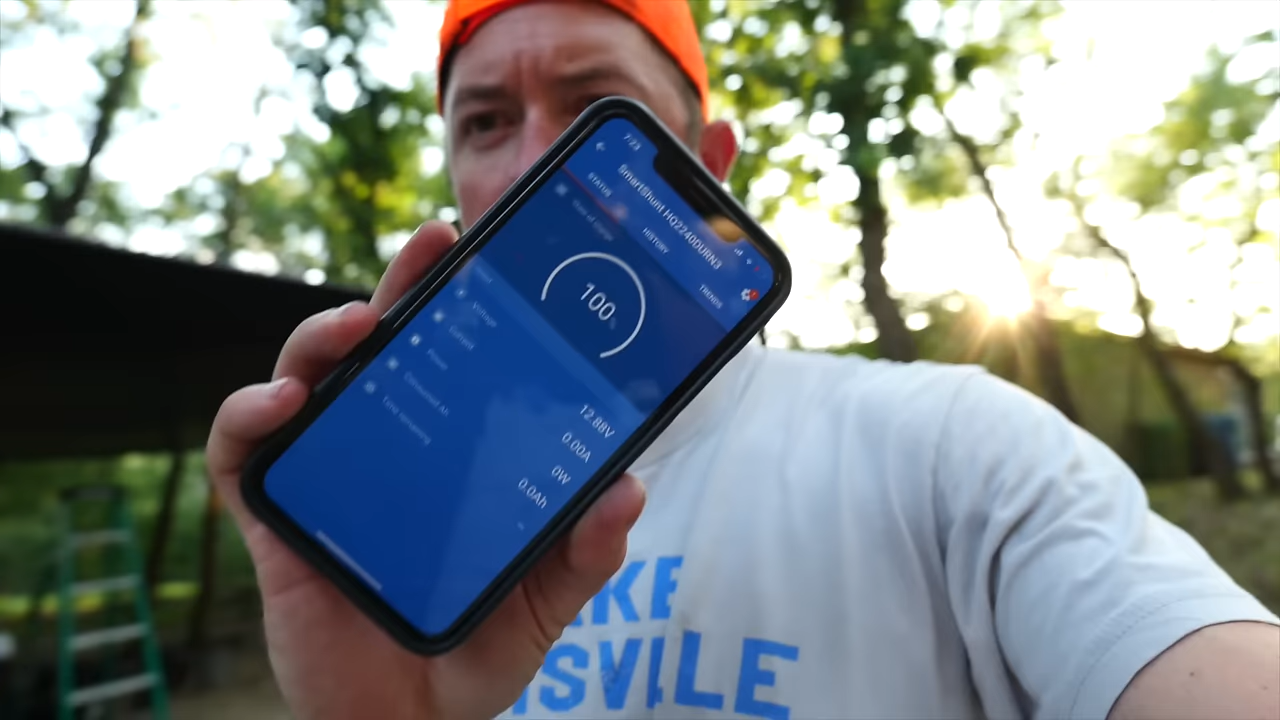 7:23
SmartShunt HQ2240DURN3
STATUS
HISTORY
TRENDS
State of charge
100%
Voltage
12.88V
Current
0.00A
Power
0W
Consumed Ah
0.0Ah
Time remaining
KE
SVILLE